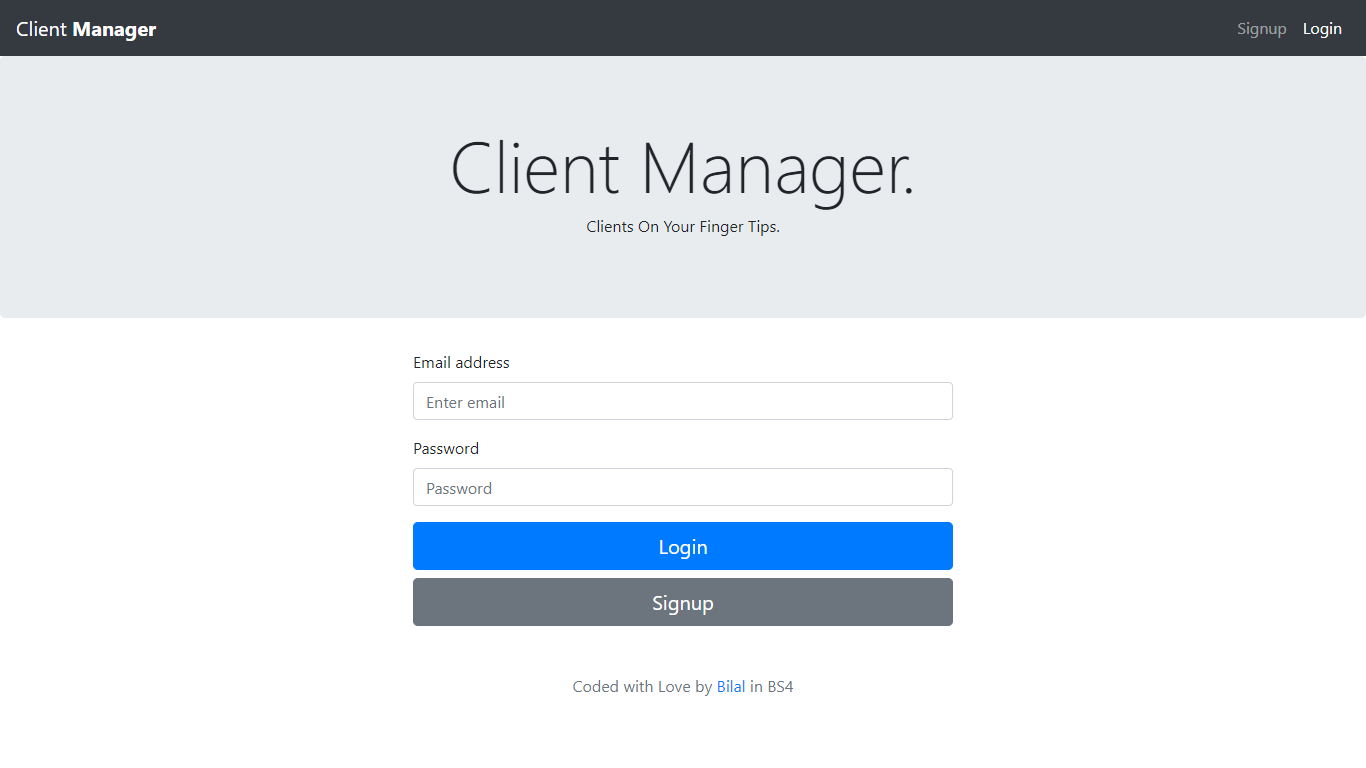 Client Manager
Signup Login
Client Manager.
Clients On Your Finger Tips.
Email address
Enter email
Password
Password
Login
Signup
Coded with Love by Bilal in BS4